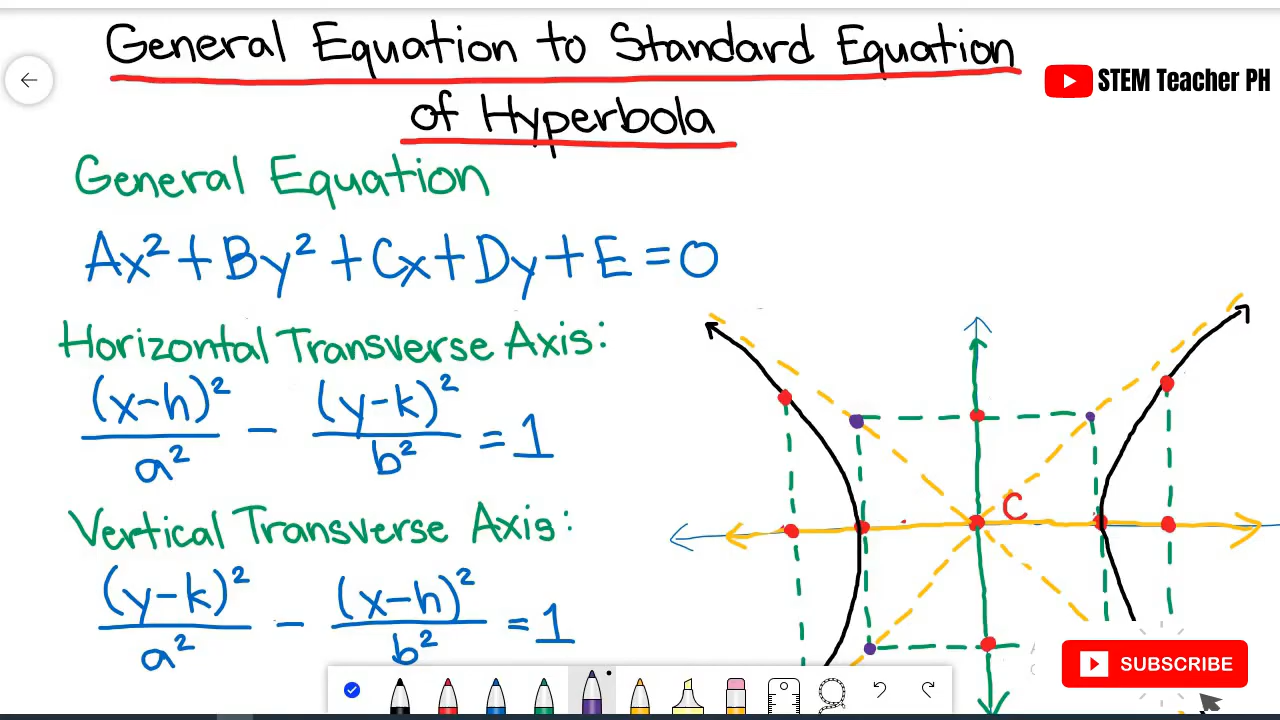 General Equation to Standard Equation
of Hyperbola
STEM Teacher PH
General Equation
Ax² + By² + Cx + Dy + E = 0
Horizontal Transverse Axis:
(x-h)²/a² - (y-k)²/b² = 1
Vertical Transverse Axis:
(y-k)²/a² - (x-h)²/b² = 1
C
SUBSCRIBE